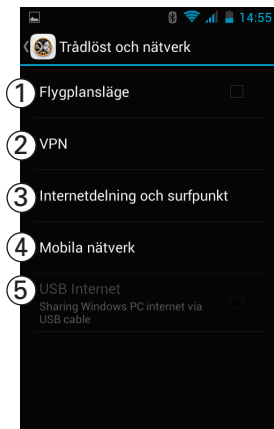 14:55
Trådlöst och nätverk
1 Flygplansläge
2 VPN
3 Internetdelning och surfpunkt
4 Mobila nätverk
5 USB Internet
Sharing Windows PC internet via
USB cable